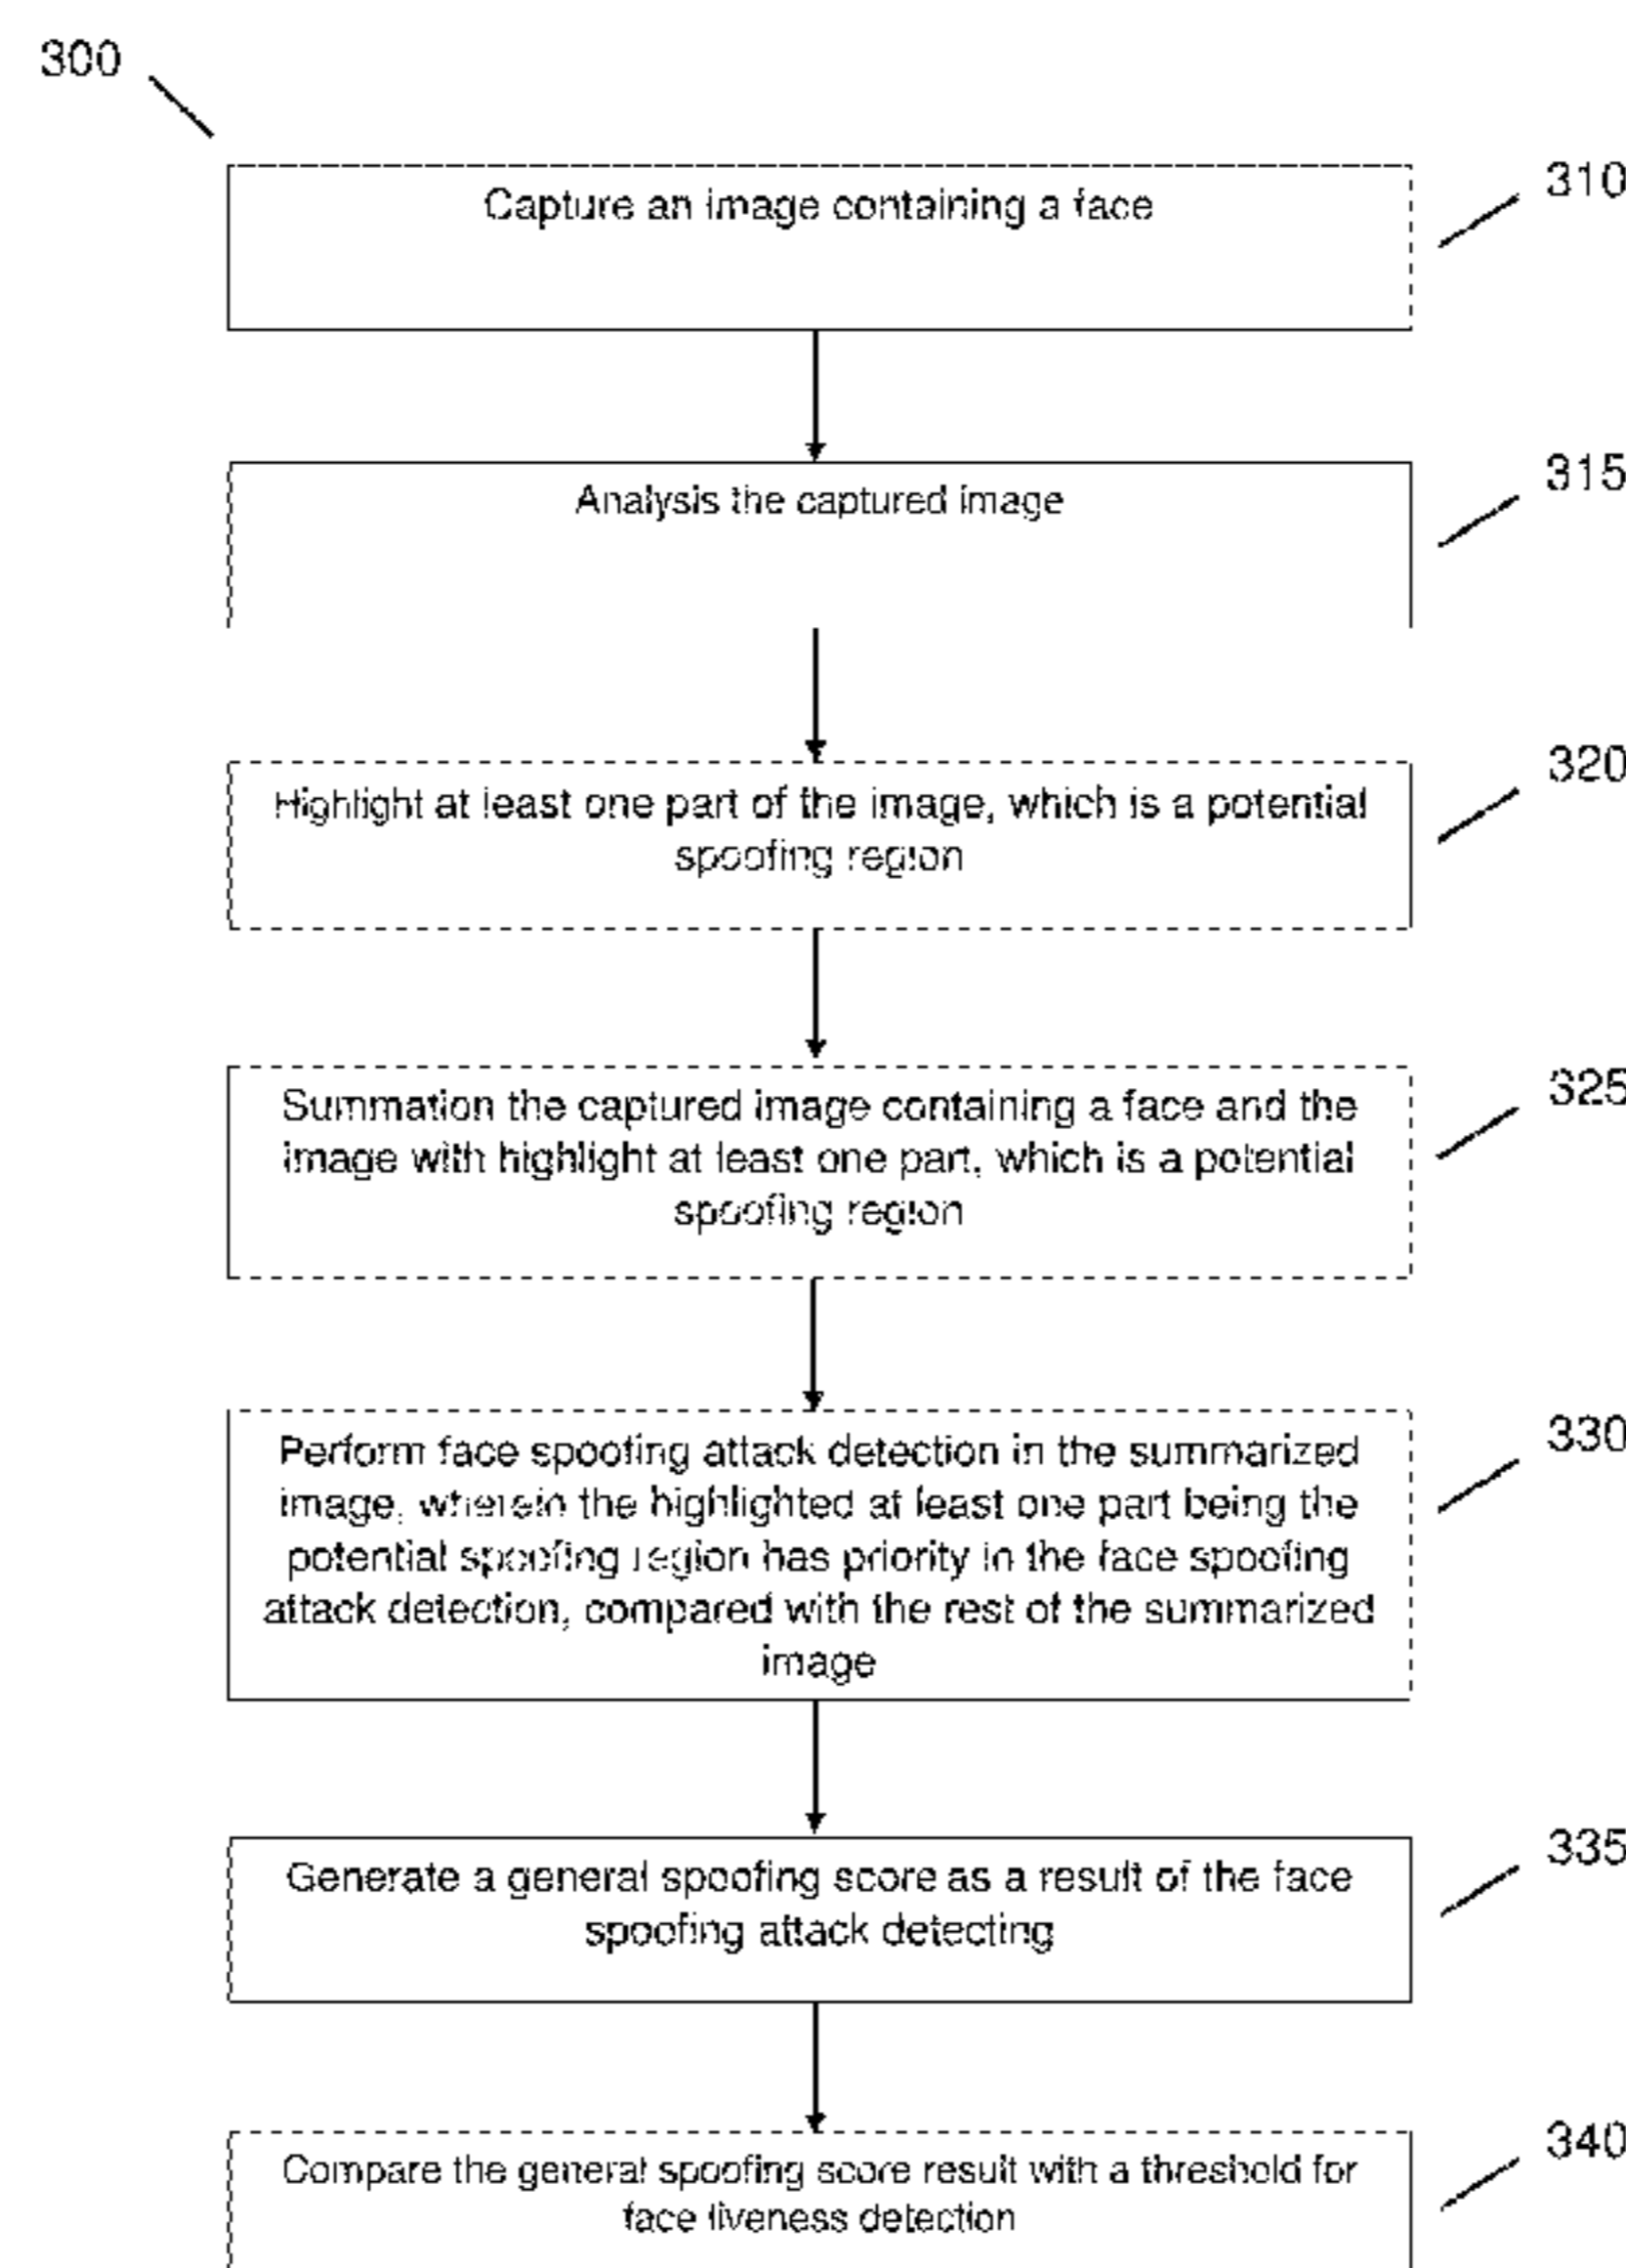 300
Capture an image containing a face
310
Analysis the captured image
315
Highlight at least one part of the image, which is a potential
spoofing region
320
Summation the captured image containing a face and the
image with highlight at least one part, which is a potential
spoofing region
325
Perform face spoofing attack detection in the summarized
image, wherein the highlighted at least one part being the
potential spoofing region has priority in the face spoofing
attack detection, compared with the rest of the summarized
image
330
Generate a general spoofing score as a result of the face
spoofing attack detecting
335
Compare the general spoofing score result with a threshold for
face liveness detection
340